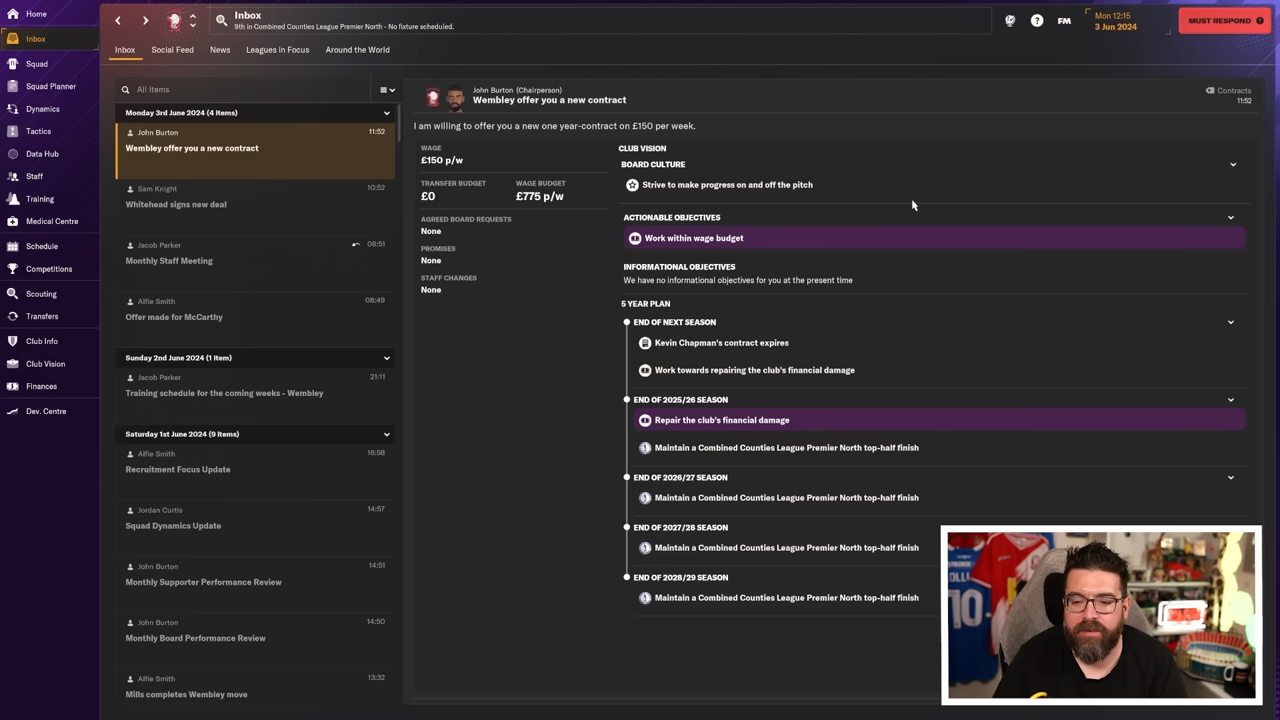 Home
Inbox
Squad
Squad Planner
Dynamics
Tactics
Data Hub
Staff
Training
Medical Centre
Schedule
Competitions
Scouting
Transfers
Club Info
Club Vision
Finances
Dev. Centre
Inbox
9th in Combined Counties League Premier North - No fixture scheduled.
FM
Mon 12:15
3 Jun 2024
MUST RESPOND
Inbox
Social Feed
News
Leagues in Focus
Around the World
All Items
Monday 3rd June 2024 (4 items)
John Burton 11:52
Wembley offer you a new contract
Sam Knight 10:52
Whitehead signs new deal
Jacob Parker 08:51
Monthly Staff Meeting
Alfie Smith 08:49
Offer made for McCarthy
Sunday 2nd June 2024 (1 item)
Jacob Parker 21:11
Training schedule for the coming weeks - Wembley
Saturday 1st June 2024 (9 items)
Alfie Smith 16:58
Recruitment Focus Update
Jordan Curtis 14:57
Squad Dynamics Update
John Burton 14:51
Monthly Supporter Performance Review
John Burton 14:50
Monthly Board Performance Review
Alfie Smith 13:32
Mills completes Wembley move
John Burton (Chairperson)
Wembley offer you a new contract
Contracts
11:52
I am willing to offer you a new one year-contract on £150 per week.
WAGE
£150 p/w
TRANSFER BUDGET WAGE BUDGET
£0 £775 p/w
AGREED BOARD REQUESTS
None
PROMISES
None
STAFF CHANGES
None
CLUB VISION
BOARD CULTURE
Strive to make progress on and off the pitch
ACTIONABLE OBJECTIVES
Work within wage budget
INFORMATIONAL OBJECTIVES
We have no informational objectives for you at the present time
5 YEAR PLAN
END OF NEXT SEASON
Kevin Chapman's contract expires
Work towards repairing the club's financial damage
END OF 2025/26 SEASON
Repair the club's financial damage
Maintain a Combined Counties League Premier North top-half finish
END OF 2026/27 SEASON
Maintain a Combined Counties League Premier North top-half finish
END OF 2027/28 SEASON
Maintain a Combined Counties League Premier North top-half finish
END OF 2028/29 SEASON
Maintain a Combined Counties League Premier North top-half finish
10